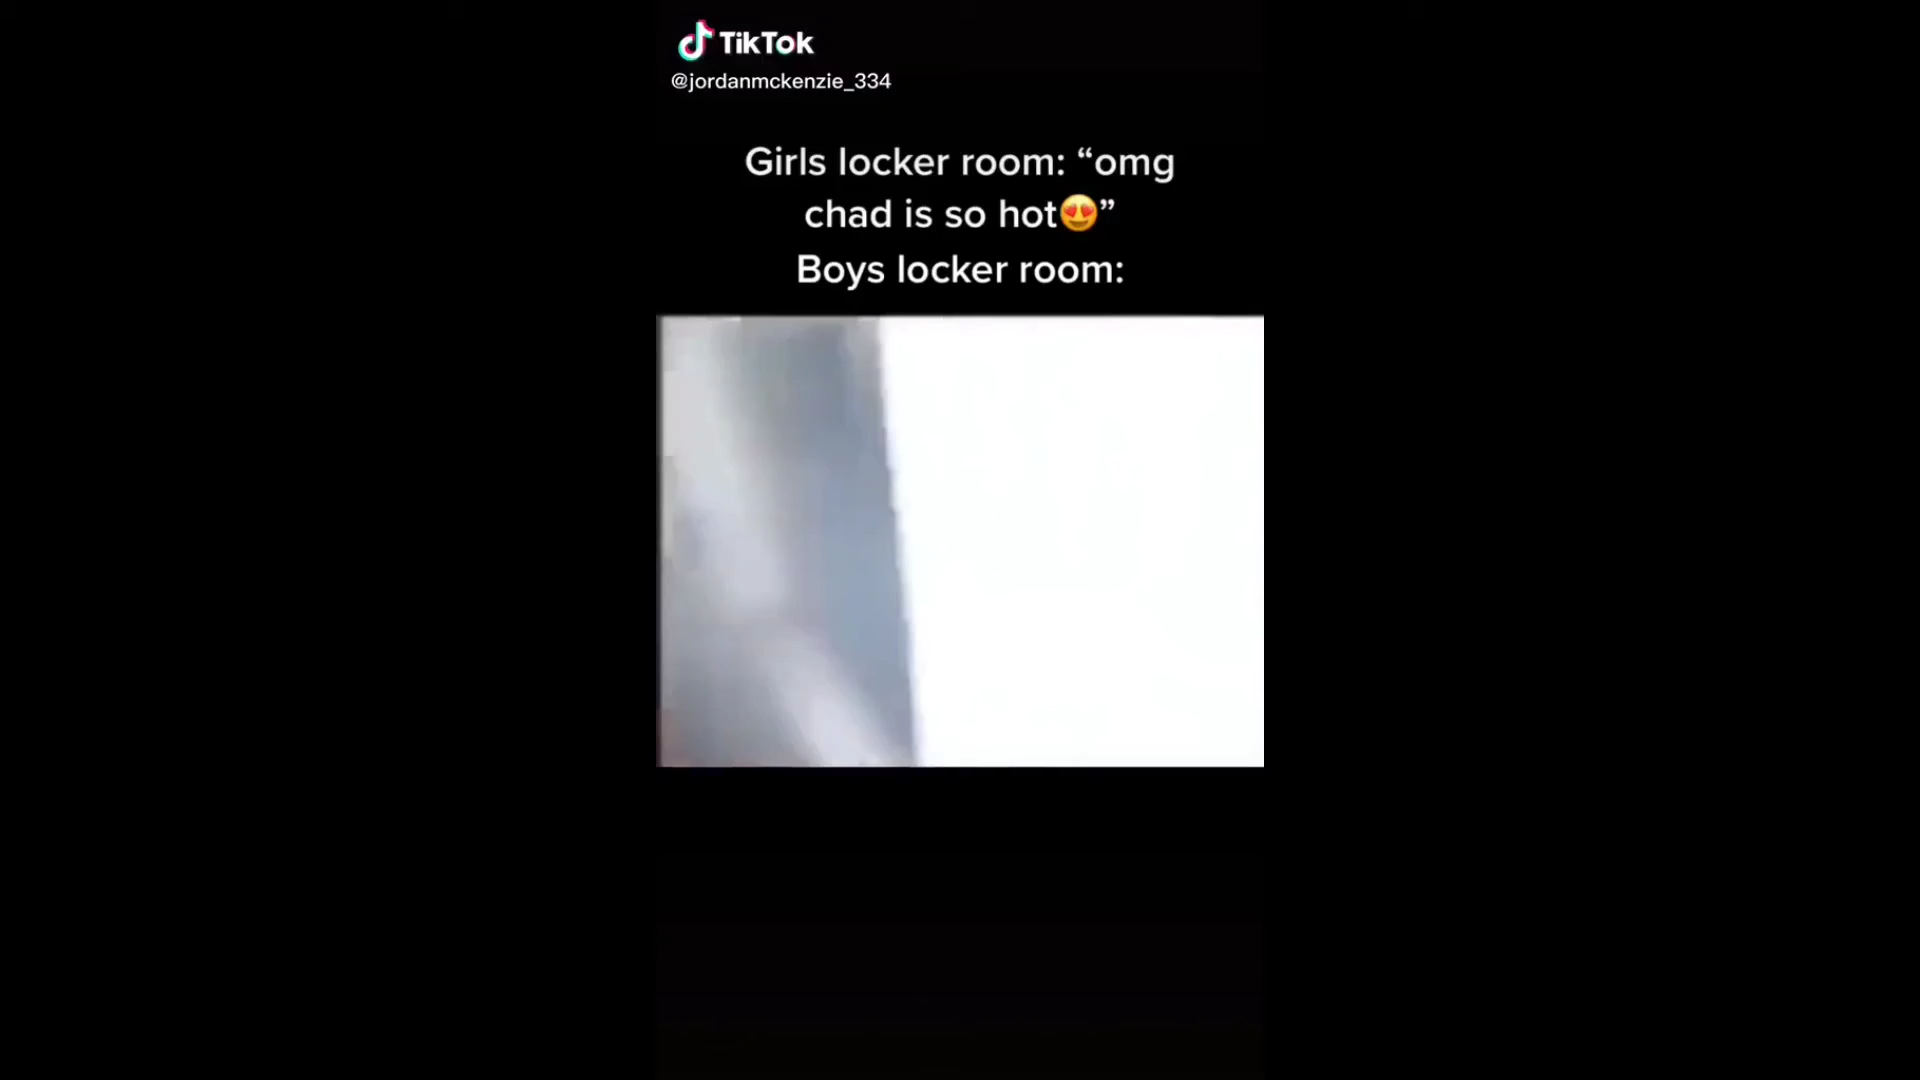 TikTok
@jordanmckenzie_334
Girls locker room: “omg
chad is so hot😍”
Boys locker room: